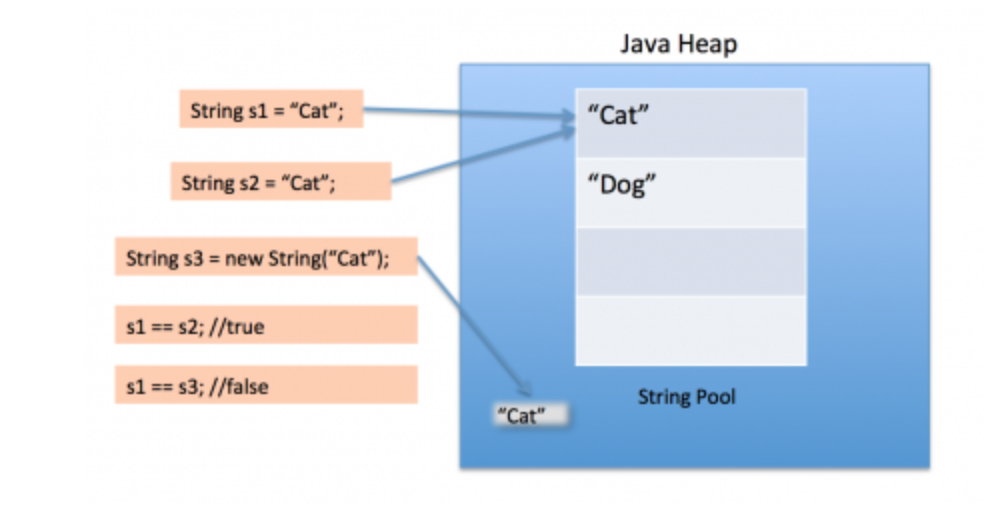 Java Heap
String s1 = “Cat”;
“Cat”
String s2 = “Cat”;
“Dog”
String s3 = new String(“Cat”);
s1 == s2; //true
s1 == s3; //false
String Pool
“Cat”